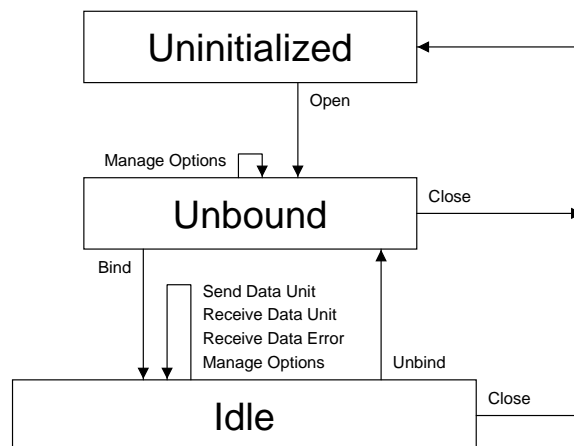 Uninitialized
Open
Manage Options
Unbound
Close
Bind
Send Data Unit
Receive Data Unit
Receive Data Error
Manage Options
Unbind
Idle
Close